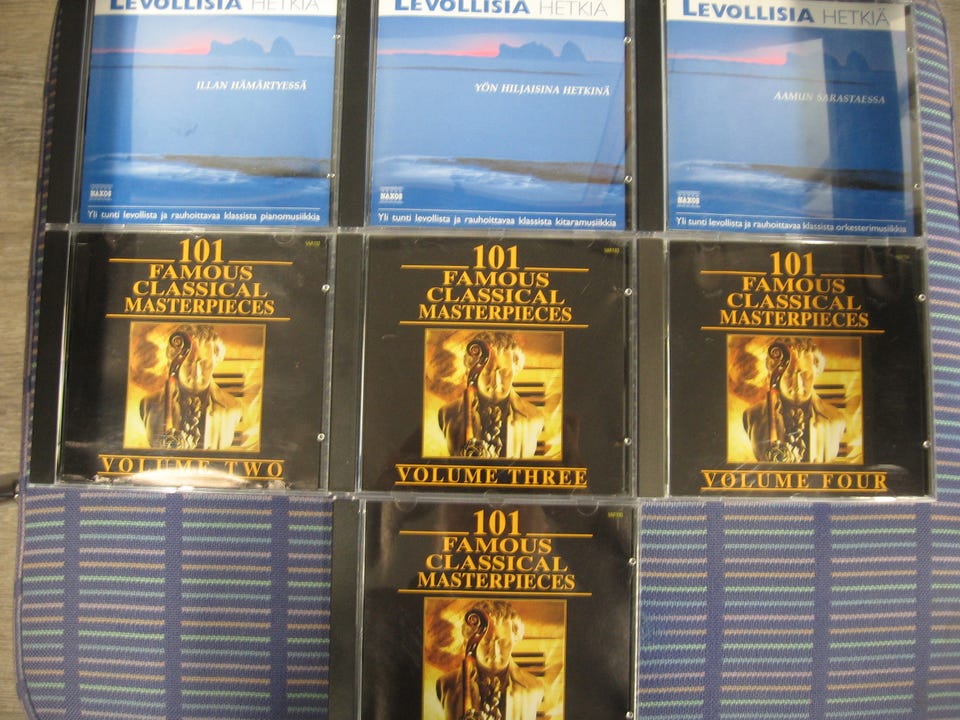 LEVOLLISIA HETKIÄ
ILLAN HÄMÄRTYESSÄ
NAXOS
Yli tunti levollista ja rauhoittavaa klassista pianomusiikkia
LEVOLLISIA HETKIÄ
YÖN HILJAISINA HETKINÄ
NAXOS
Yli tunti levollista ja rauhoittavaa klassista kitaramusiikkia
LEVOLLISIA HETKIÄ
AAMUN SARASTAESSA
NAXOS
Yli tunti levollista ja rauhoittavaa klassista orkesterimusiikkia
101
FAMOUS
CLASSICAL
MASTERPIECES
VOLUME TWO
101
FAMOUS
CLASSICAL
MASTERPIECES
VOLUME THREE
101
FAMOUS
CLASSICAL
MASTERPIECES
VOLUME FOUR
101
FAMOUS
CLASSICAL
MASTERPIECES